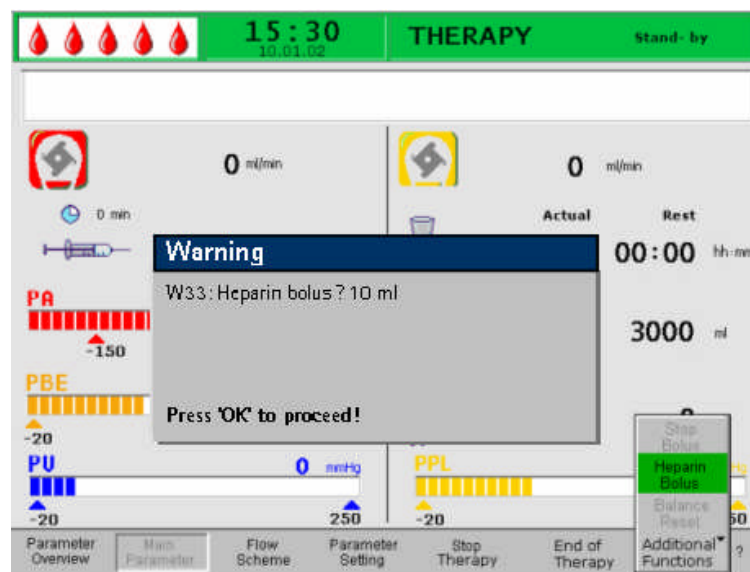 15:30
10.01.02
THERAPY
Stand-by
0 ml/min
0 ml/min
0 min
Actual Rest
00:00 hh:mm
Warning
W33: Heparin bolus ? 10 ml
Press 'OK' to proceed!
PA
-150
3000 ml
PBE
-20
PV 0 mmHg
-20 250
PPL
-20 50
Stop
Bolus
Heparin
Bolus
Balance
Reset
Additional
Functions
Parameter
Overview
Main
Parameter
Flow
Scheme
Parameter
Setting
Stop
Therapy
End of
Therapy
?